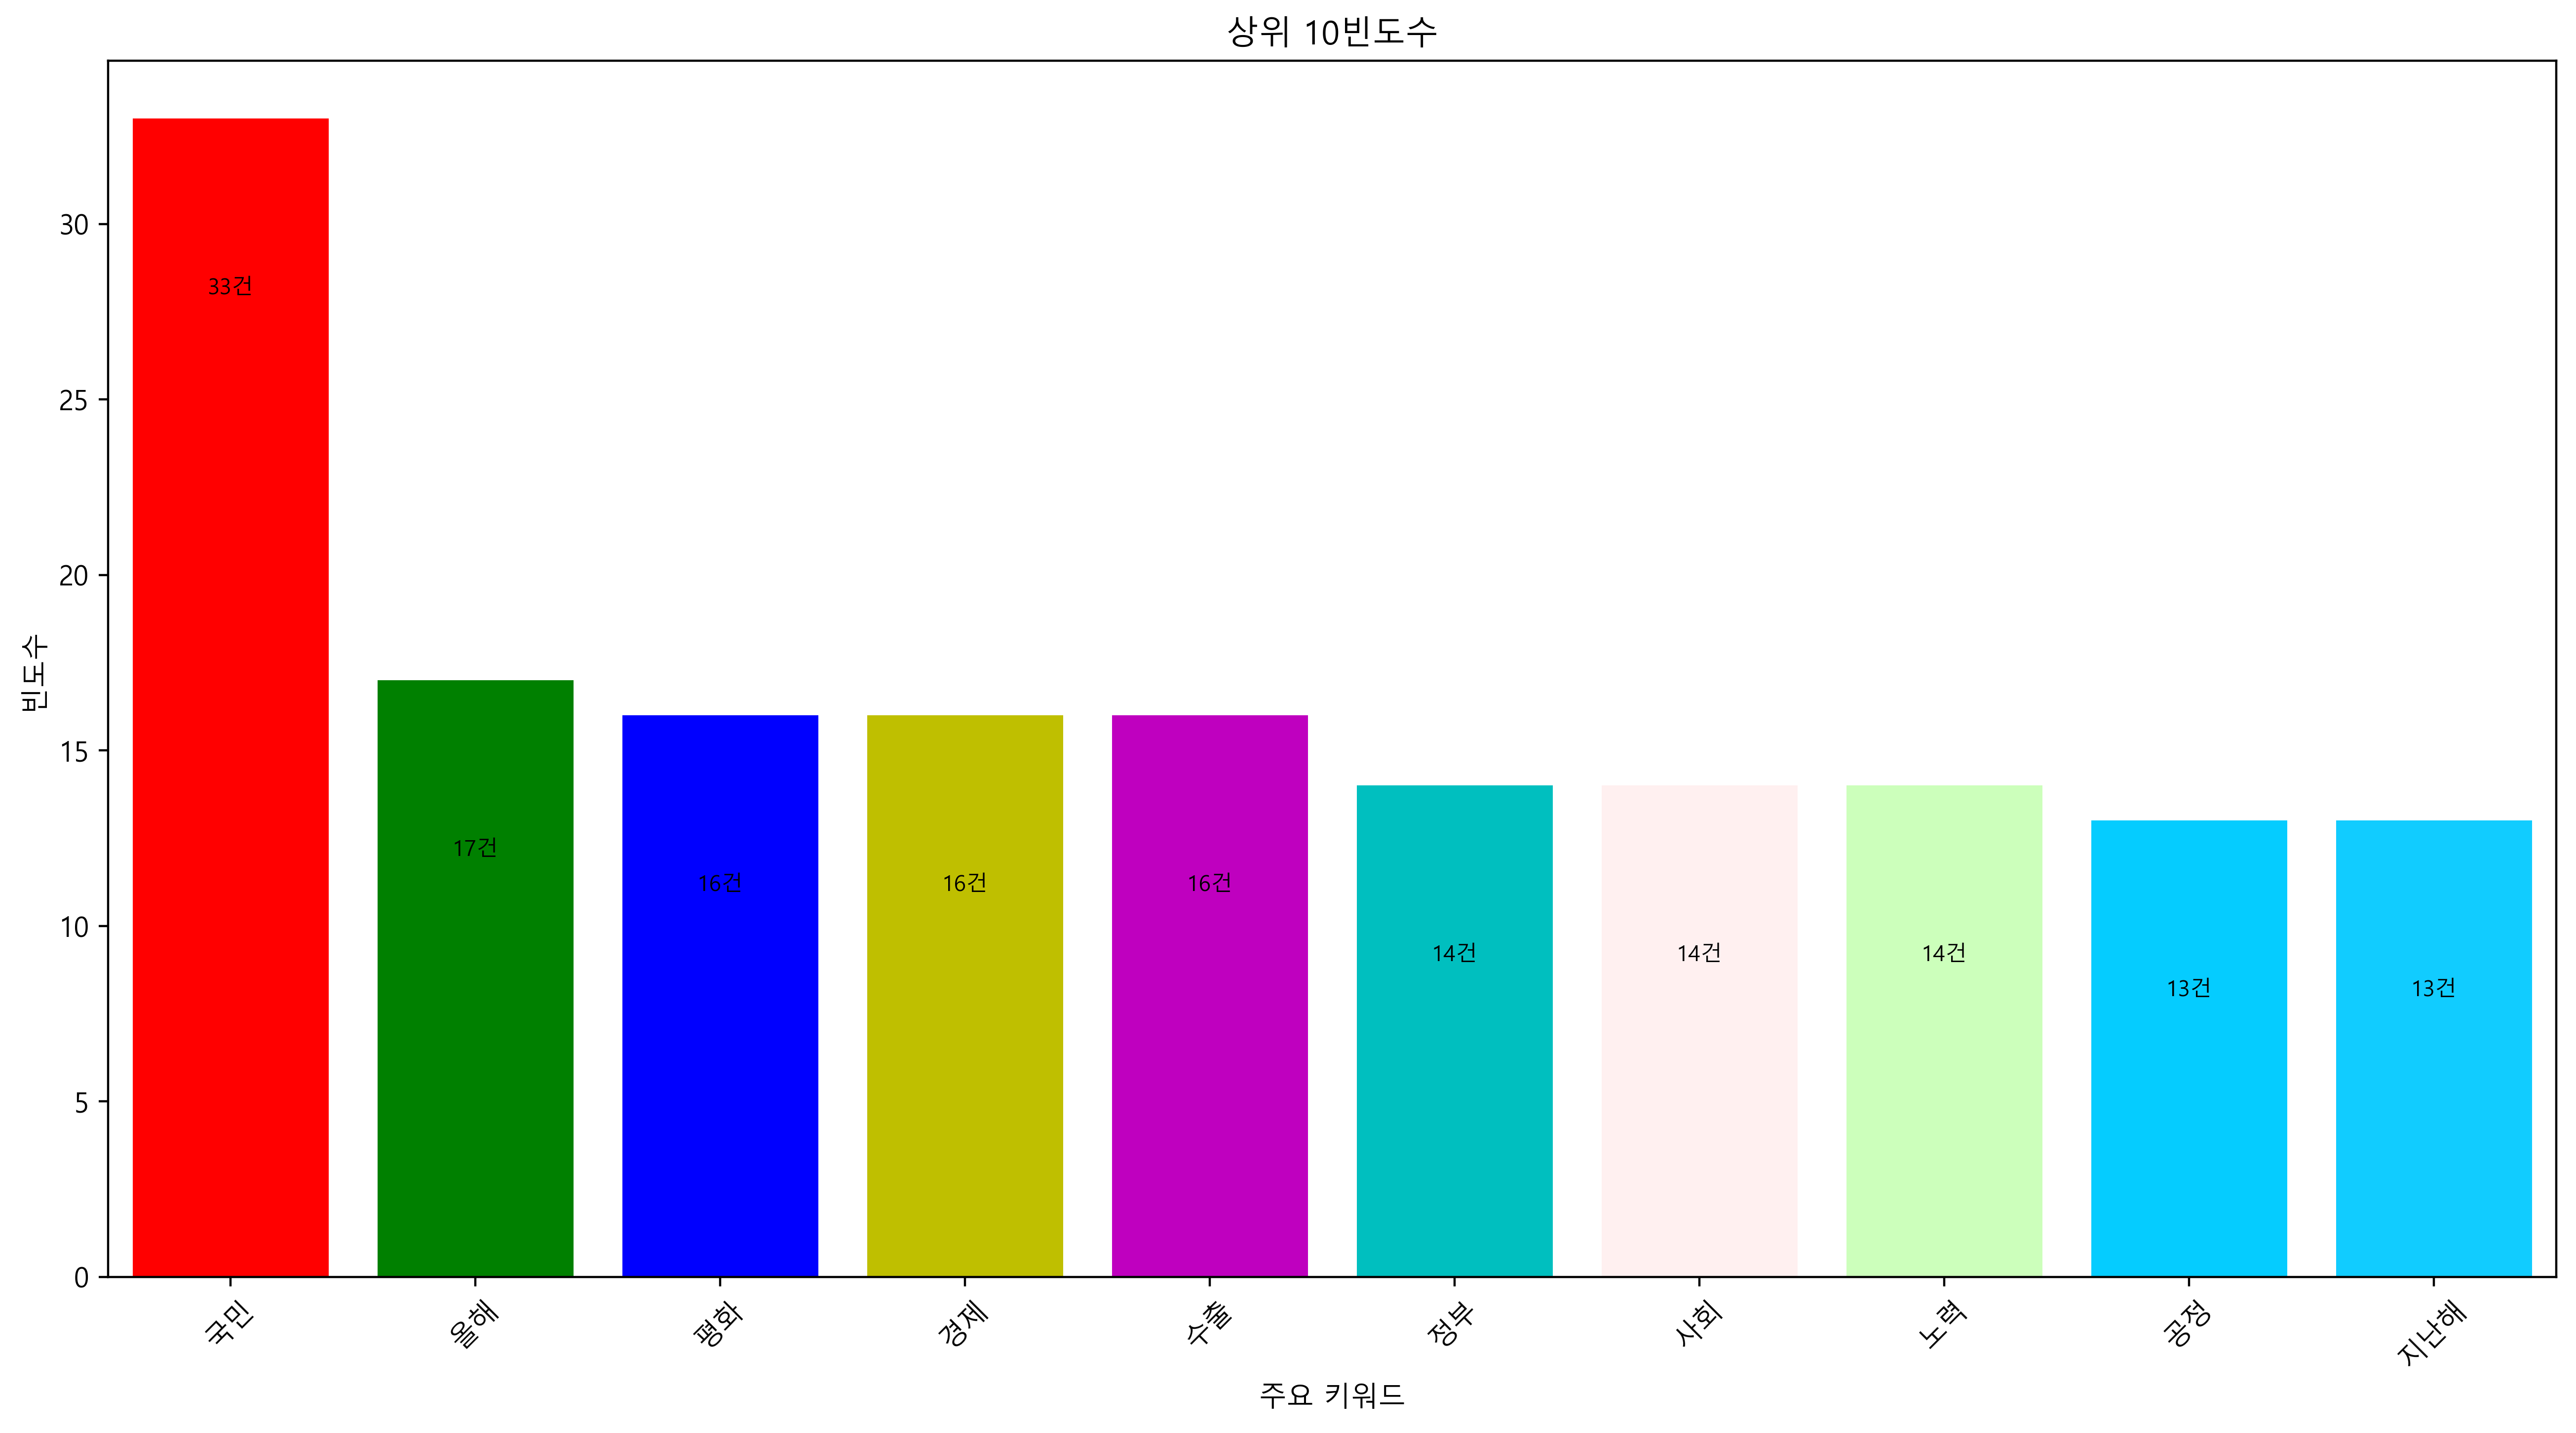 상위 10빈도수
빈도수
30
25
20
15
10
5
0
33건
17건
16건
16건
16건
14건
14건
14건
13건
13건
국민
올해
평화
경제
수출
정부
사회
노력
공정
지난해
주요 키워드